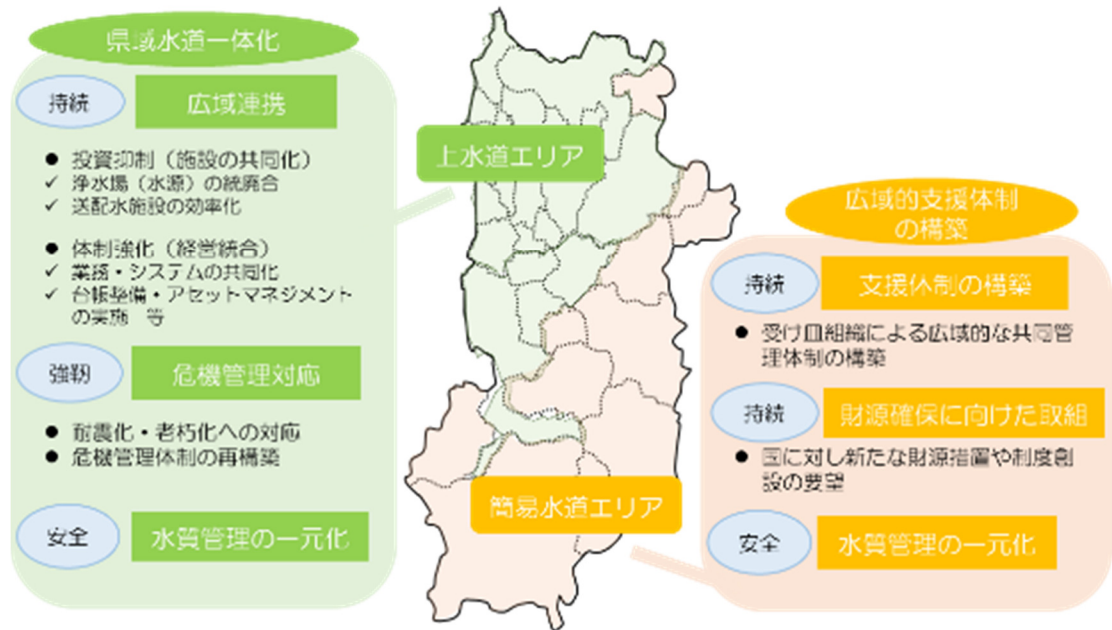 県域水道一体化
持続
広域連携
● 投資抑制（施設の共同化）
✓ 浄水場（水源）の統廃合
✓ 送配水施設の効率化
● 体制強化（経営統合）
✓ 業務・システムの共同化
✓ 台帳整備・アセットマネジメント
の実施 等
強靭
危機管理対応
● 耐震化・老朽化への対応
● 危機管理体制の再構築
安全
水質管理の一元化
上水道エリア
簡易水道エリア
広域的支援体制
の構築
持続
支援体制の構築
● 受け皿組織による広域的な共同管
理体制の構築
持続
財源確保に向けた取組
● 国に対し新たな財源措置や制度創
設の要望
安全
水質管理の一元化